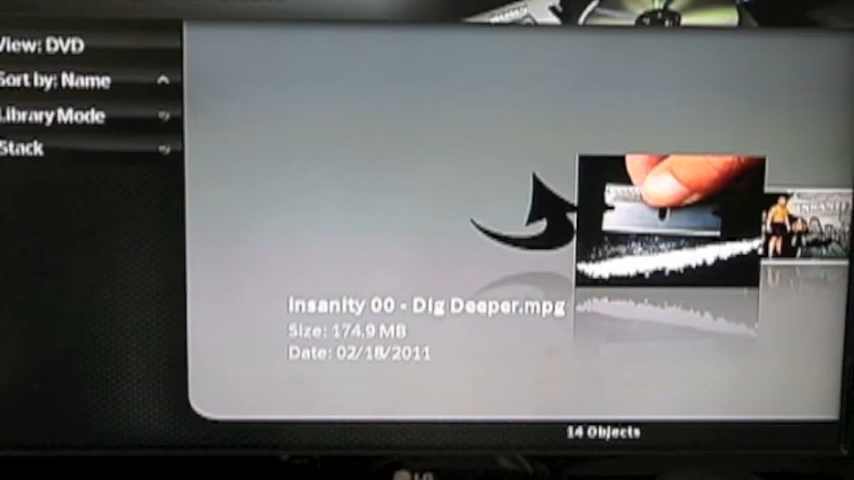 View: DVD
Sort by: Name
Library Mode
Stack
Insanity 00 - Dig Deeper.mpg
Size: 174.9 MB
Date: 02/18/2011
14 Objects
LG